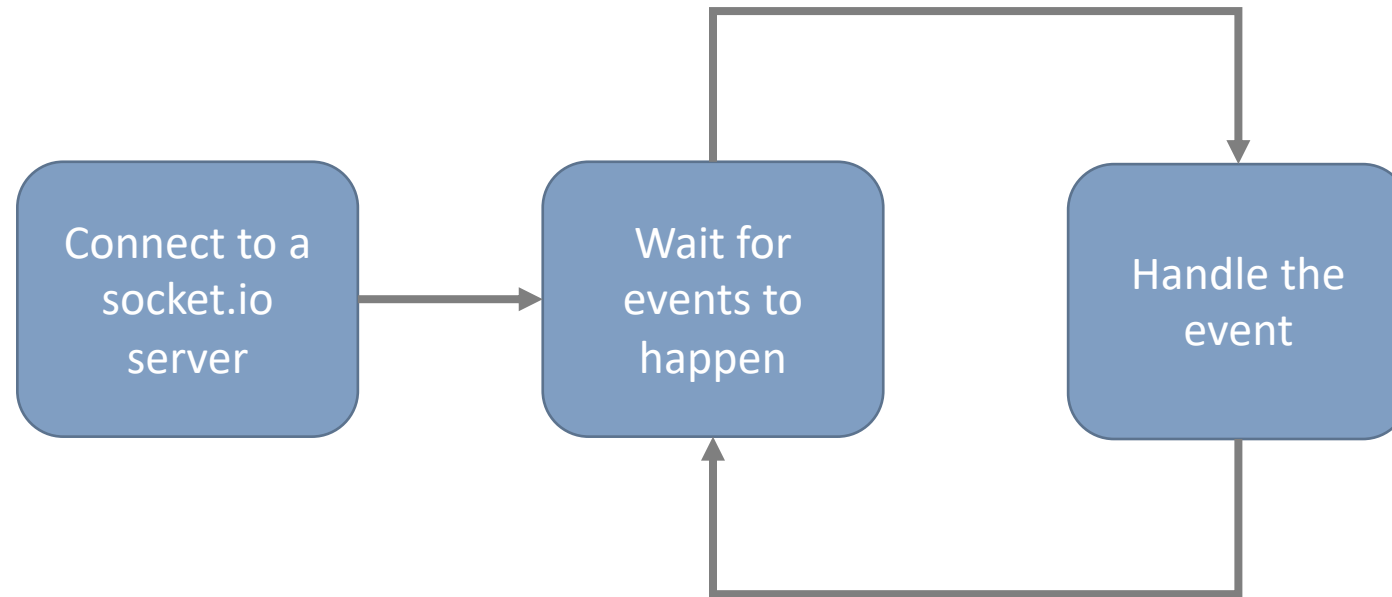 Connect to a
socket.io
server
Wait for
events to
happen
Handle the
event